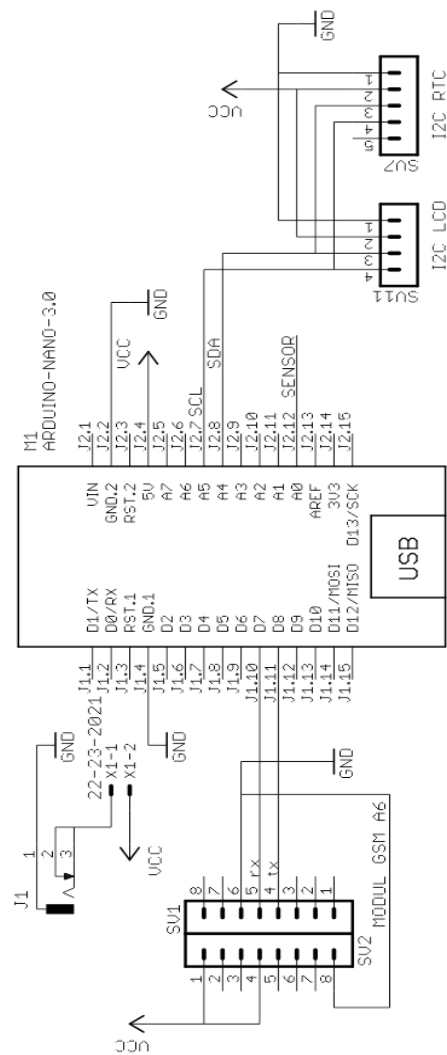 GND
VCC
1
2
3
4
5
SV7
I2C RTC
1
2
3
4
SV11
I2C LCD
M1
ARDUINO-NANO-3.0
GND
VCC
SCL
SDA
SENSOR
J2.1
J2.2
J2.3
J2.4
J2.5
J2.6
J2.7
J2.8
J2.9
J2.10
J2.11
J2.12
J2.13
J2.14
J2.15
VIN
GND.2
RST.2
5V
A7
A6
A5
A4
A3
A2
A1
A0
AREF
3V3
D13/SCK
USB
D1/TX
D0/RX
RST.1
GND.1
D2
D3
D4
D5
D6
D7
D8
D9
D10
D11/MOSI
D12/MISO
J1.1
J1.2
J1.3
J1.4
J1.5
J1.6
J1.7
J1.8
J1.9
J1.10
J1.11
J1.12
J1.13
J1.14
J1.15
GND
22-23-2021
X1-1
X1-2
GND
VCC
J1
1
2
3
GND
rx
tx
SV1
8
7
6
5
4
3
2
1
MODUL GSM A6
SV2
1
2
3
4
5
6
7
8
VCC